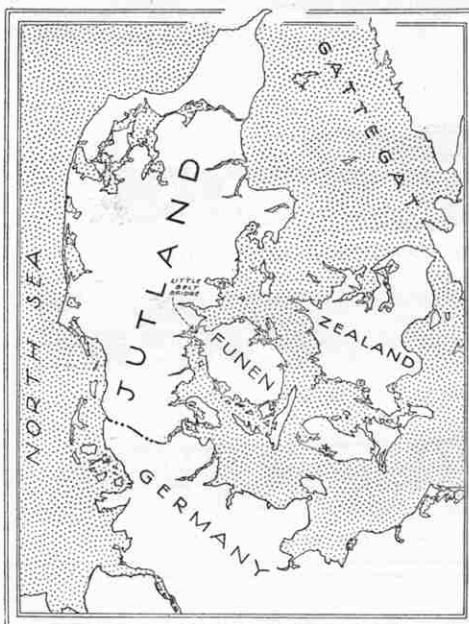 GATTEGAT
NORTH SEA
JUTLAND
LITTLE
BELT
BRIDGE
FUNEN
ZEALAND
GERMANY